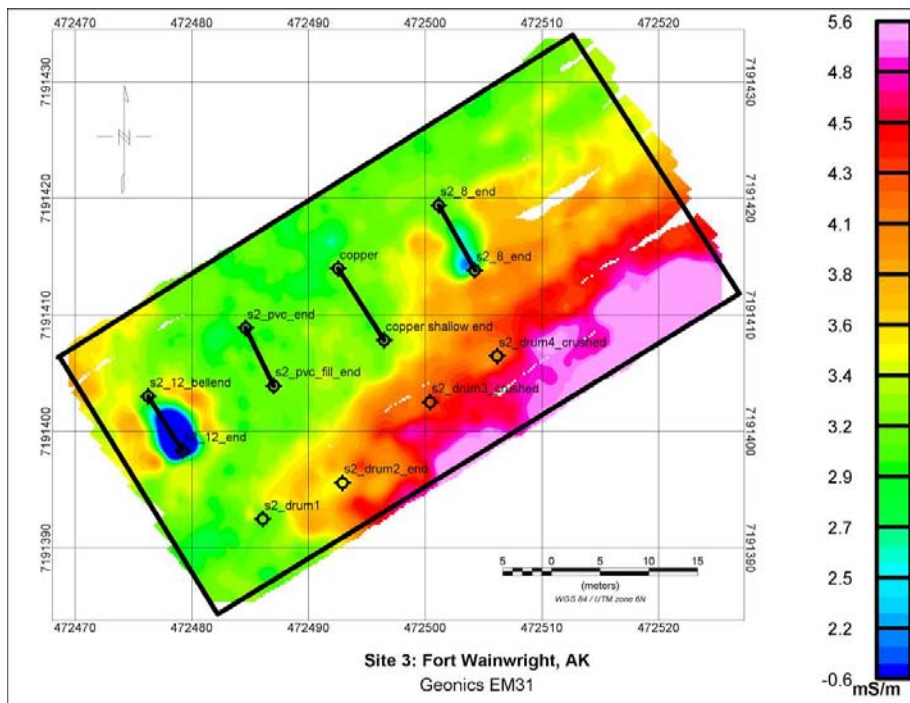 472470 472480 472490 472500 472510 472520
7191430 7191430
N
7191420 7191420
s2_8_end
copper
s2_8_end
7191410 7191410
s2_pvc_end
copper shallow end
s2_drum4_crushed
s2_pvc_fill_end
s2_12_bellend
s2_drum3_crushed
7191400 7191400
12_end
s2_drum2_end
s2_drum1
7191390 7191390
5 0 5 10 15
(meters)
WGS 84 / UTM zone 6N
472470 472480 472490 472500 472510 472520
Site 3: Fort Wainwright, AK
Geonics EM31
5.6
4.8
4.5
4.3
4.1
3.8
3.6
3.4
3.2
2.9
2.7
2.5
2.2
-0.6
mS/m